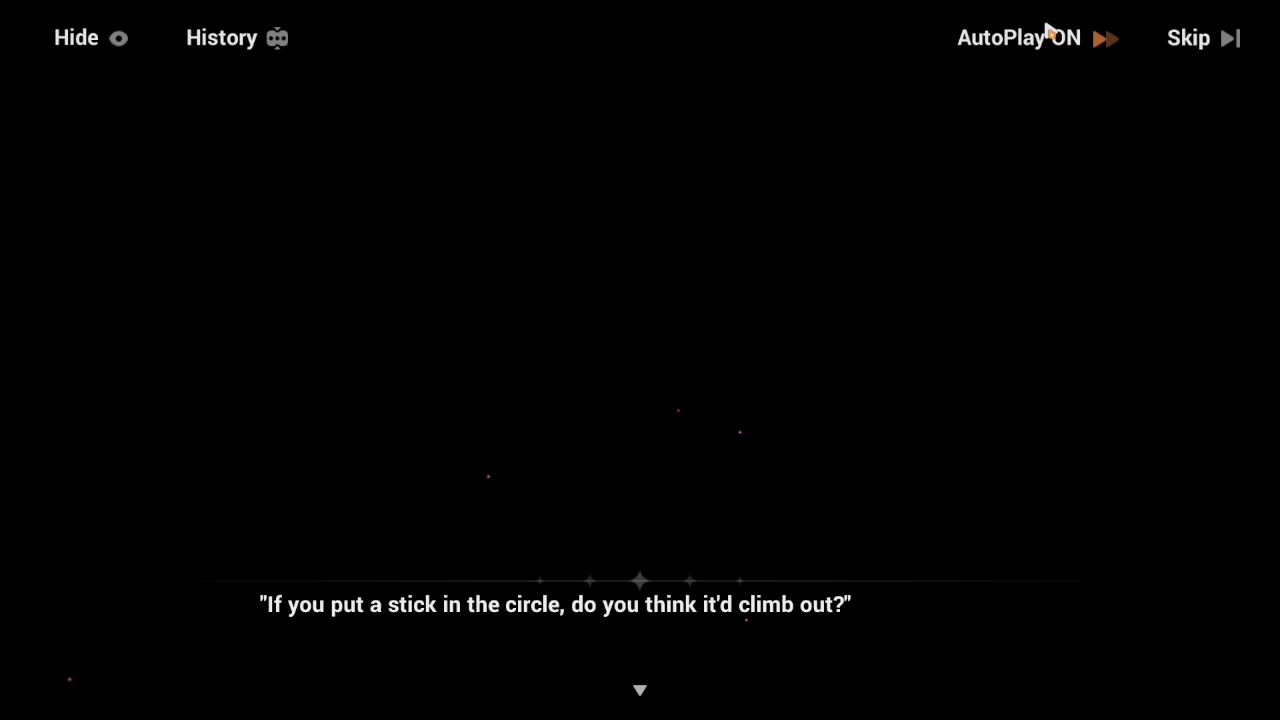 Hide
History
AutoPlay ON
Skip
"If you put a stick in the circle, do you think it'd climb out?"